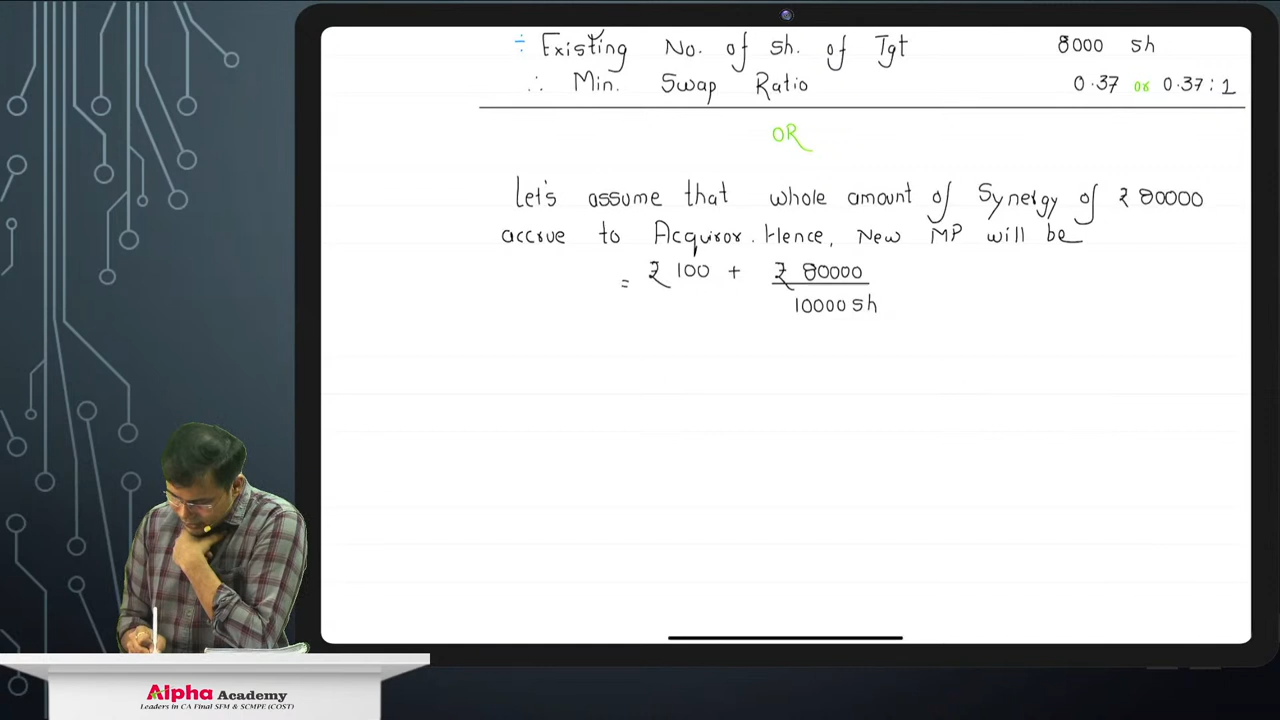 ÷ Existing No. of sh. of Tgt 8000 sh
∴ Min. Swap Ratio 0.37 or 0.37:1
OR
Let's assume that whole amount of Synergy of ₹ 80000
accrue to Acquiror. Hence, New MP will be
= ₹ 100 + ₹ 80000
10000 sh
Alpha Academy
Leaders in CA Final SFM & SCMPE (COST)